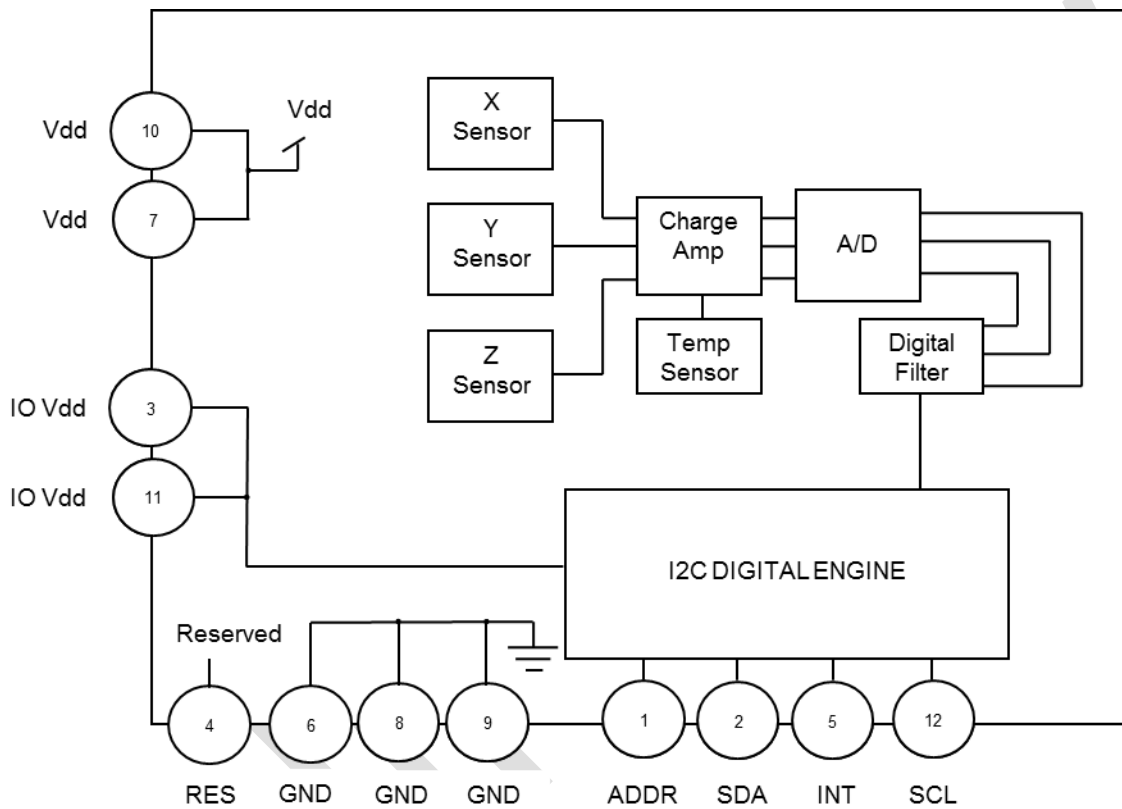 Vdd
10
Vdd
Vdd
7
IO Vdd
3
IO Vdd
11
X
Sensor
Y
Sensor
Z
Sensor
Charge
Amp
A/D
Temp
Sensor
Digital
Filter
I2C DIGITAL ENGINE
Reserved
4
6
8
9
1
2
5
12
RES
GND
GND
GND
ADDR
SDA
INT
SCL